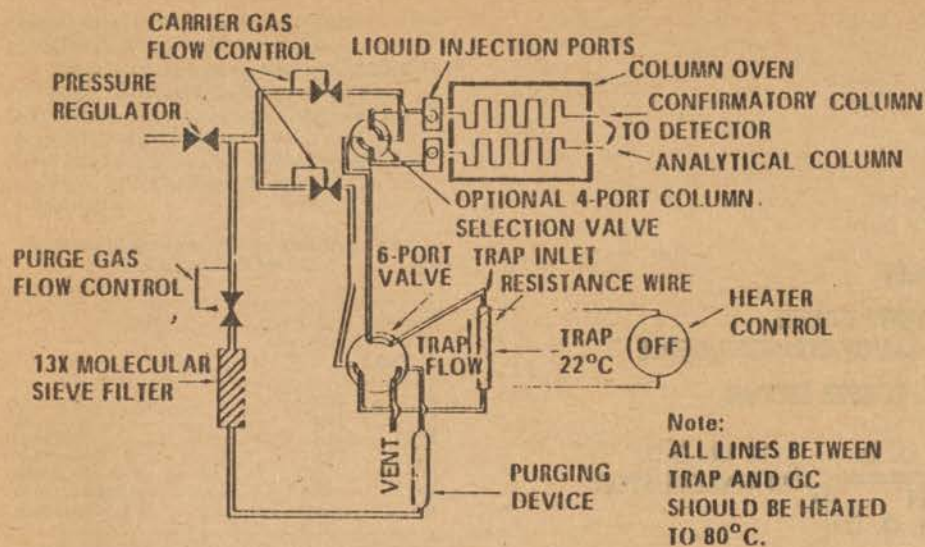 CARRIER GAS
FLOW CONTROL
LIQUID INJECTION PORTS
PRESSURE
REGULATOR
COLUMN OVEN
CONFIRMATORY COLUMN
TO DETECTOR
ANALYTICAL COLUMN
OPTIONAL 4-PORT COLUMN
SELECTION VALVE
6-PORT
VALVE
TRAP INLET
RESISTANCE WIRE
PURGE GAS
FLOW CONTROL
HEATER
CONTROL
TRAP
FLOW
TRAP
22°C
OFF
13X MOLECULAR
SIEVE FILTER
VENT
PURGING
DEVICE
Note:
ALL LINES BETWEEN
TRAP AND GC
SHOULD BE HEATED
TO 80°C.